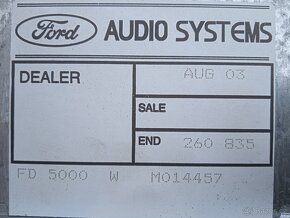 Ford AUDIO SYSTEMS
DEALER
AUG 03
SALE
END 260 835
FD 5000 W M014457